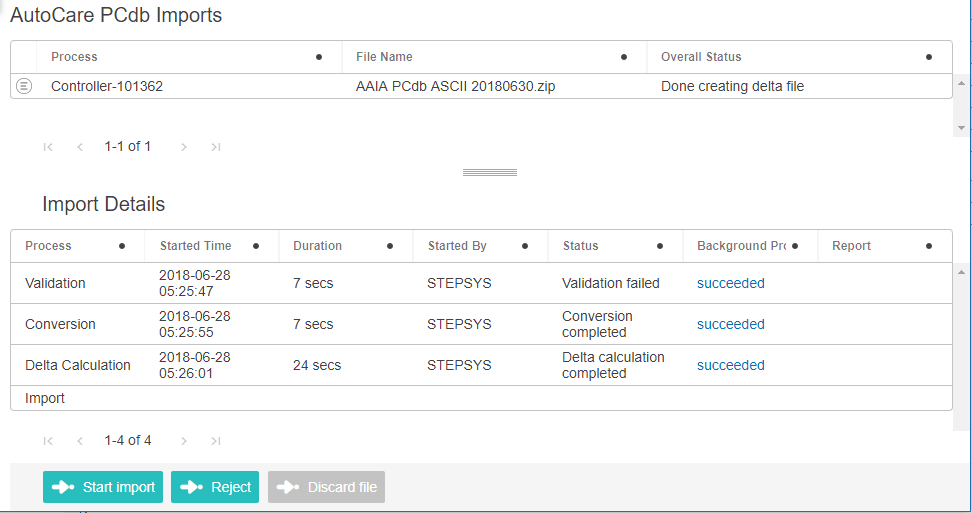 AutoCare PCdb Imports
Process File Name Overall Status
Controller-101362 AAIA PCdb ASCII 20180630.zip Done creating delta file
1-1 of 1
Import Details
Process Started Time Duration Started By Status Background Pro Report
Validation 2018-06-28 05:25:47 7 secs STEPSYS Validation failed succeeded
Conversion 2018-06-28 05:25:55 7 secs STEPSYS Conversion completed succeeded
Delta Calculation 2018-06-28 05:26:01 24 secs STEPSYS Delta calculation completed succeeded
Import
1-4 of 4
Start import Reject Discard file